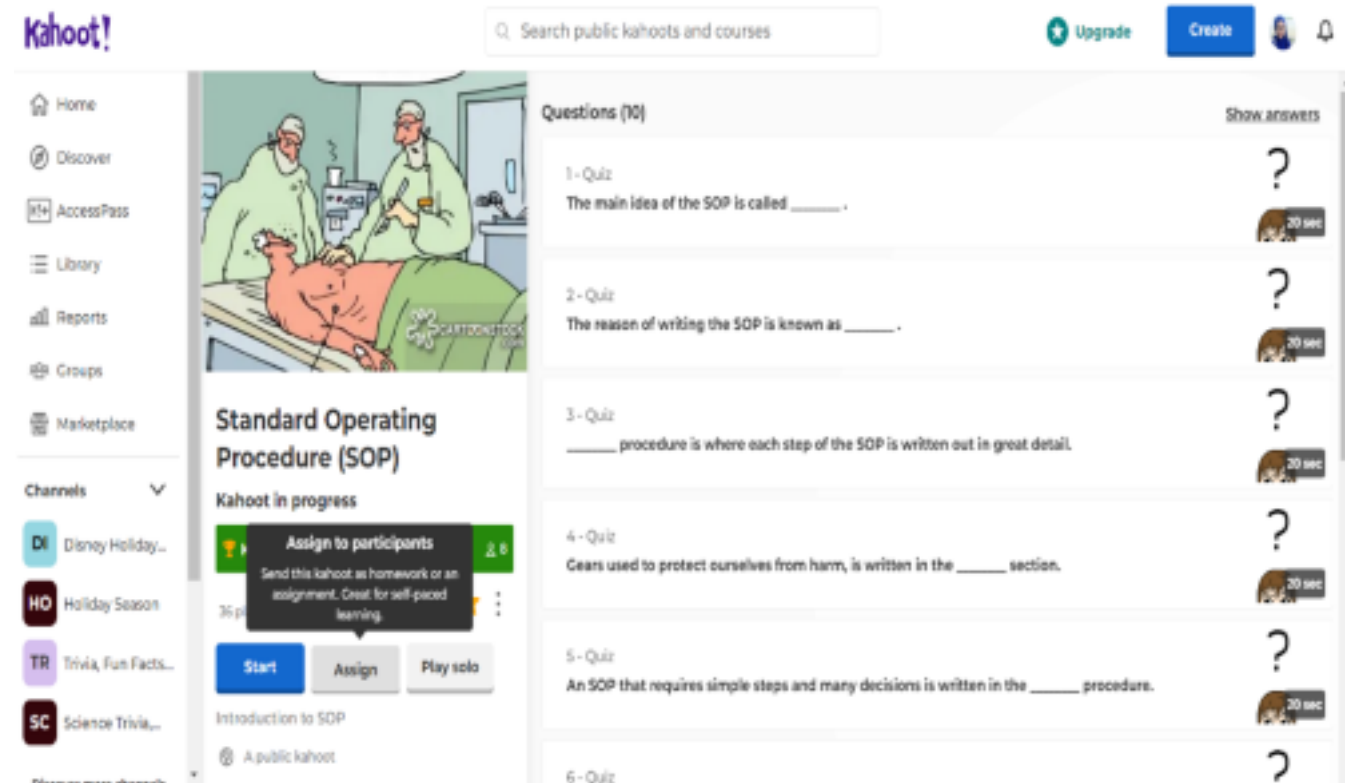 Kahoot!
Search public kahoots and courses
Upgrade
Create
Home
Discover
AccessPass
Library
Reports
Groups
Marketplace
Channels
DI Disney Holiday...
HO Holiday Season
TR Trivia, Fun Facts...
SC Science Trivia,...
CARTOONSTOCK
.com
Standard Operating
Procedure (SOP)
Kahoot in progress
Assign to participants
Send this kahoot as homework or an
assignment. Great for self-paced
learning.
8
36 pl
Start
Assign
Play solo
Introduction to SOP
A public kahoot
Questions (10)
Show answers
1 - Quiz
The main idea of the SOP is called ______ .
?
20 sec
2 - Quiz
The reason of writing the SOP is known as ______ .
?
20 sec
3 - Quiz
______ procedure is where each step of the SOP is written out in great detail.
?
20 sec
4 - Quiz
Gears used to protect ourselves from harm, is written in the ______ section.
?
20 sec
5 - Quiz
An SOP that requires simple steps and many decisions is written in the ______ procedure.
?
20 sec
6 - Quiz
?